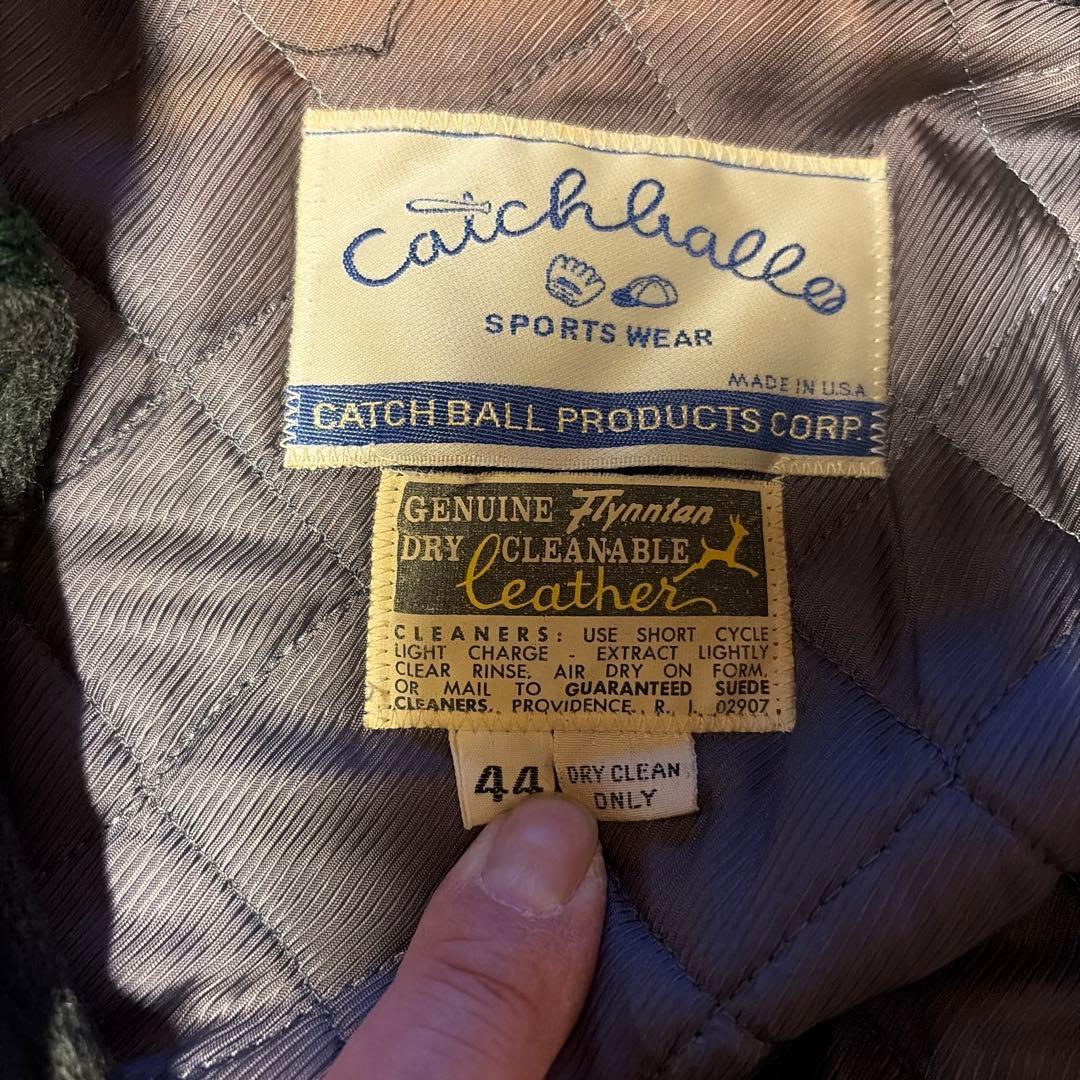 Catchball
SPORTS WEAR
MADE IN U.S.A
CATCH BALL PRODUCTS CORP.
GENUINE Flynntan
DRY CLEANABLE
leather
CLEANERS: USE SHORT CYCLE
LIGHT CHARGE - EXTRACT LIGHTLY
CLEAR RINSE, AIR DRY ON FORM,
OR MAIL TO GUARANTEED SUEDE
CLEANERS, PROVIDENCE, R. I. 02907.
44
DRY CLEAN
ONLY